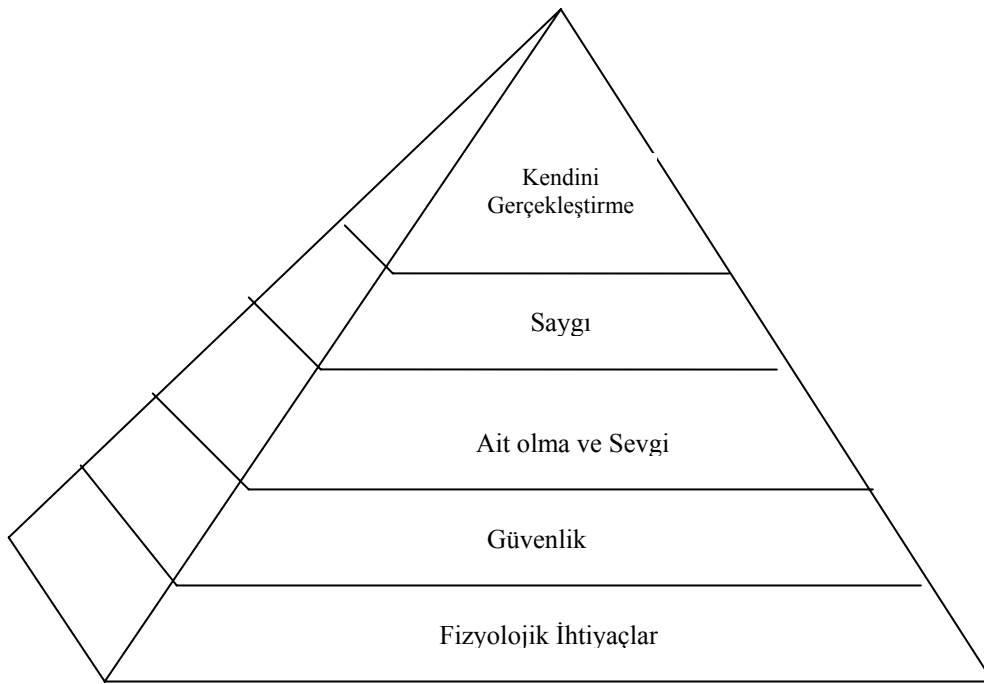 Kendini
Gerçekleştirme
Saygı
Ait olma ve Sevgi
Güvenlik
Fizyolojik İhtiyaçlar